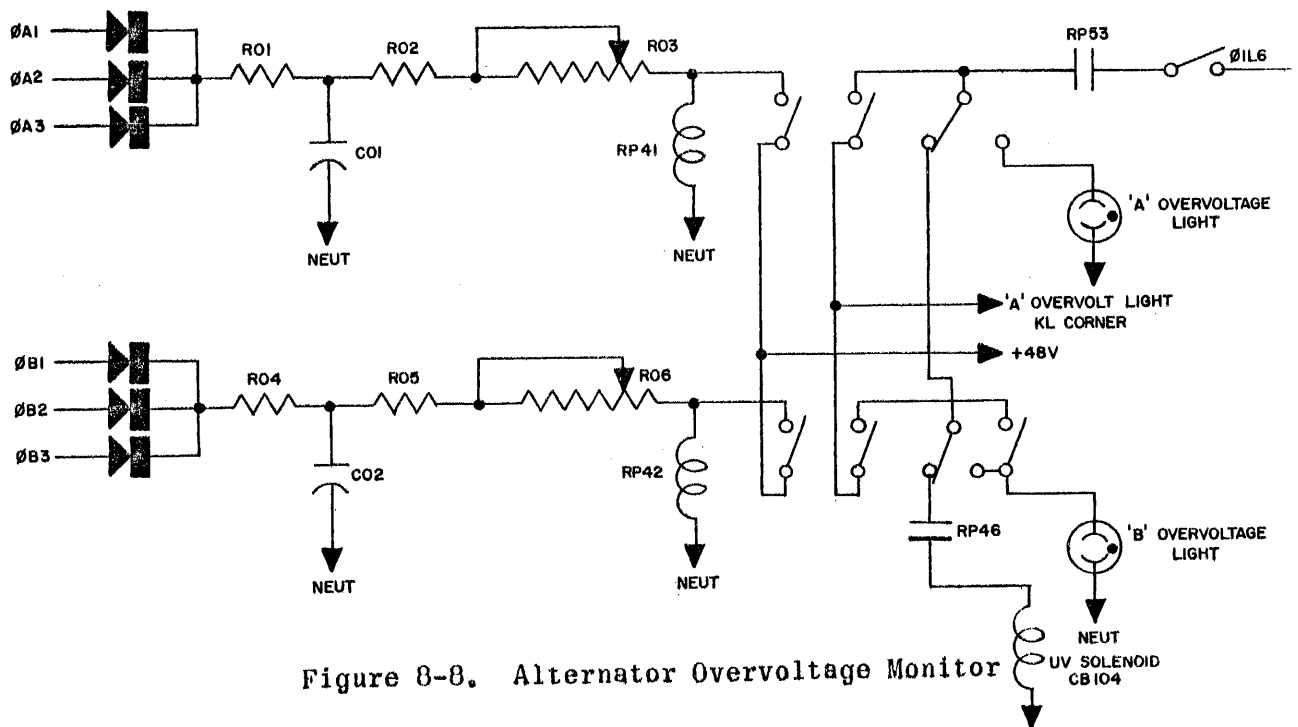 ØA1
ØA2
ØA3
R01
R02
R03
C01
RP41
NEUT
NEUT
RP53
Ø1L6
'A' OVERVOLTAGE
LIGHT
'A' OVERVOLT LIGHT
KL CORNER
+48V
ØB1
ØB2
ØB3
R04
R05
R06
C02
RP42
NEUT
NEUT
RP46
'B' OVERVOLTAGE
LIGHT
NEUT
UV SOLENOID
CB104
Figure 8-8. Alternator Overvoltage Monitor